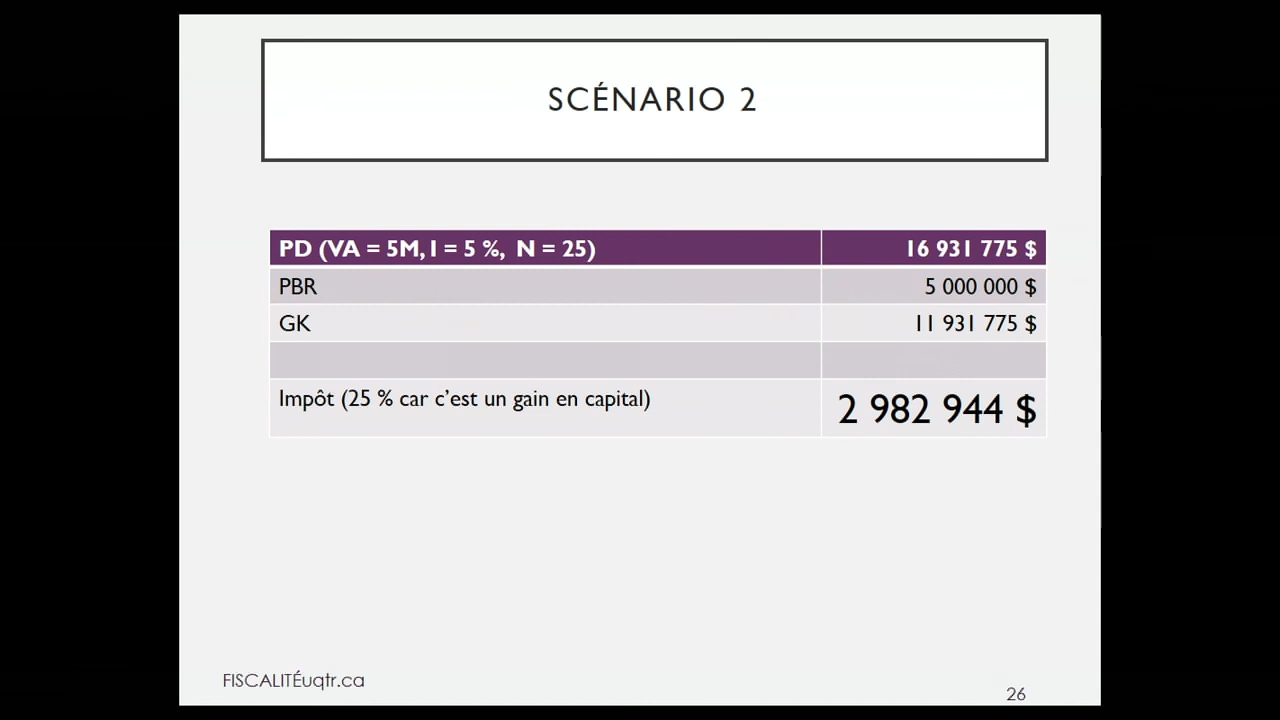 SCÉNARIO 2
PD (VA = 5M, I = 5 %, N = 25) 16 931 775 $
PBR 5 000 000 $
GK 11 931 775 $
Impôt (25 % car c’est un gain en capital) 2 982 944 $
FISCALITÉuqtr.ca
26